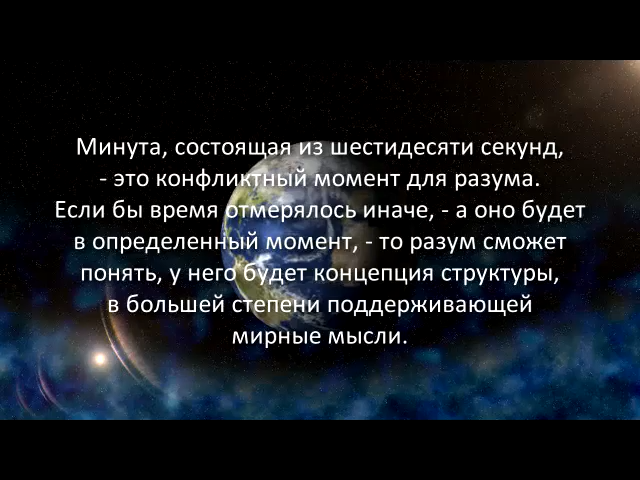 Минута, состоящая из шестидесяти секунд,
- это конфликтный момент для разума.
Если бы время отмерялось иначе, - а оно будет
в определенный момент, - то разум сможет
понять, у него будет концепция структуры,
в большей степени поддерживающей
мирные мысли.